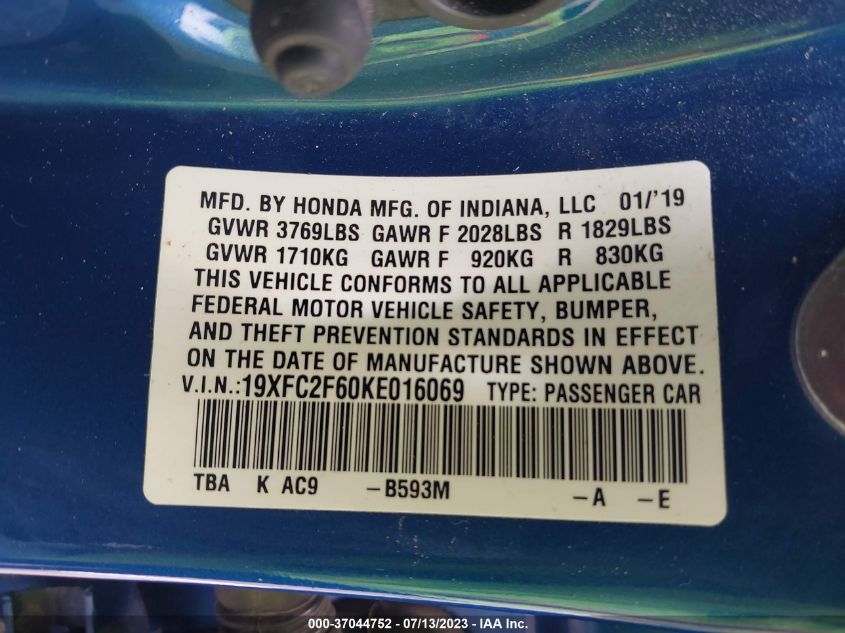 MFD. BY HONDA MFG. OF INDIANA, LLC 01/'19
GVWR 3769LBS GAWR F 2028LBS R 1829LBS
GVWR 1710KG GAWR F 920KG R 830KG
THIS VEHICLE CONFORMS TO ALL APPLICABLE
FEDERAL MOTOR VEHICLE SAFETY, BUMPER,
AND THEFT PREVENTION STANDARDS IN EFFECT
ON THE DATE OF MANUFACTURE SHOWN ABOVE.
V.I.N.:19XFC2F60KE016069 TYPE: PASSENGER CAR
TBA K AC9 -B593M -A -E
000-37044752 - 07/13/2023 - IAA Inc.